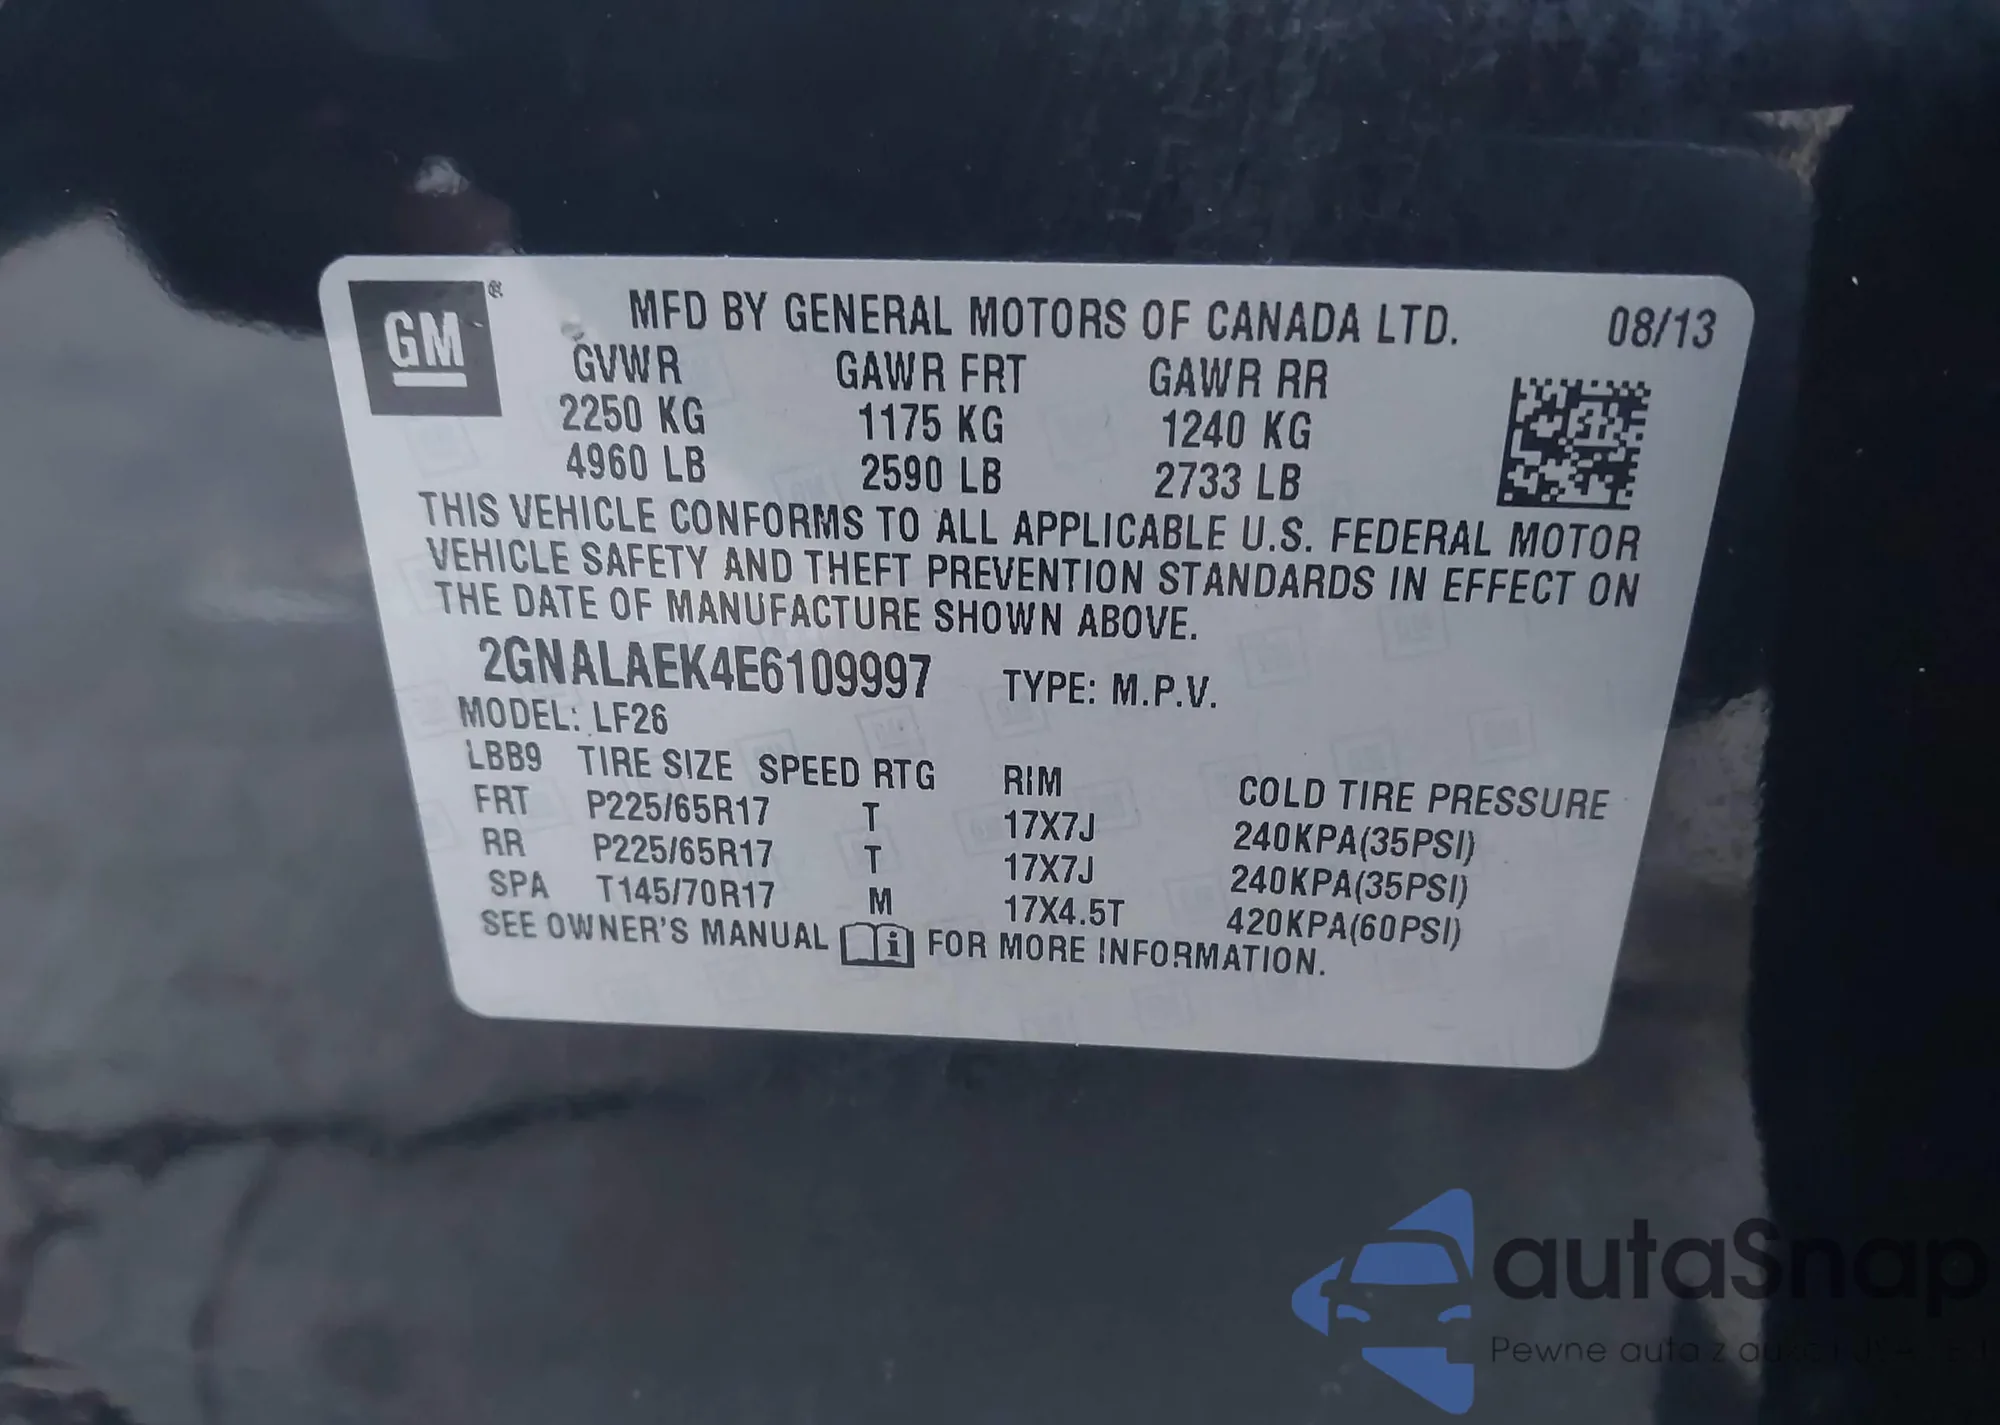 GM ®
MFD BY GENERAL MOTORS OF CANADA LTD. 08/13
GVWR GAWR FRT GAWR RR
2250 KG 1175 KG 1240 KG
4960 LB 2590 LB 2733 LB
THIS VEHICLE CONFORMS TO ALL APPLICABLE U.S. FEDERAL MOTOR
VEHICLE SAFETY AND THEFT PREVENTION STANDARDS IN EFFECT ON
THE DATE OF MANUFACTURE SHOWN ABOVE.
2GNALAEK4E6109997 TYPE: M.P.V.
MODEL: LF26
LBB9 TIRE SIZE SPEED RTG RIM COLD TIRE PRESSURE
FRT P225/65R17 T 17X7J 240KPA(35PSI)
RR P225/65R17 T 17X7J 240KPA(35PSI)
SPA T145/70R17 M 17X4.5T 420KPA(60PSI)
SEE OWNER'S MANUAL i FOR MORE INFORMATION.
autaSnap
Pewne auta z